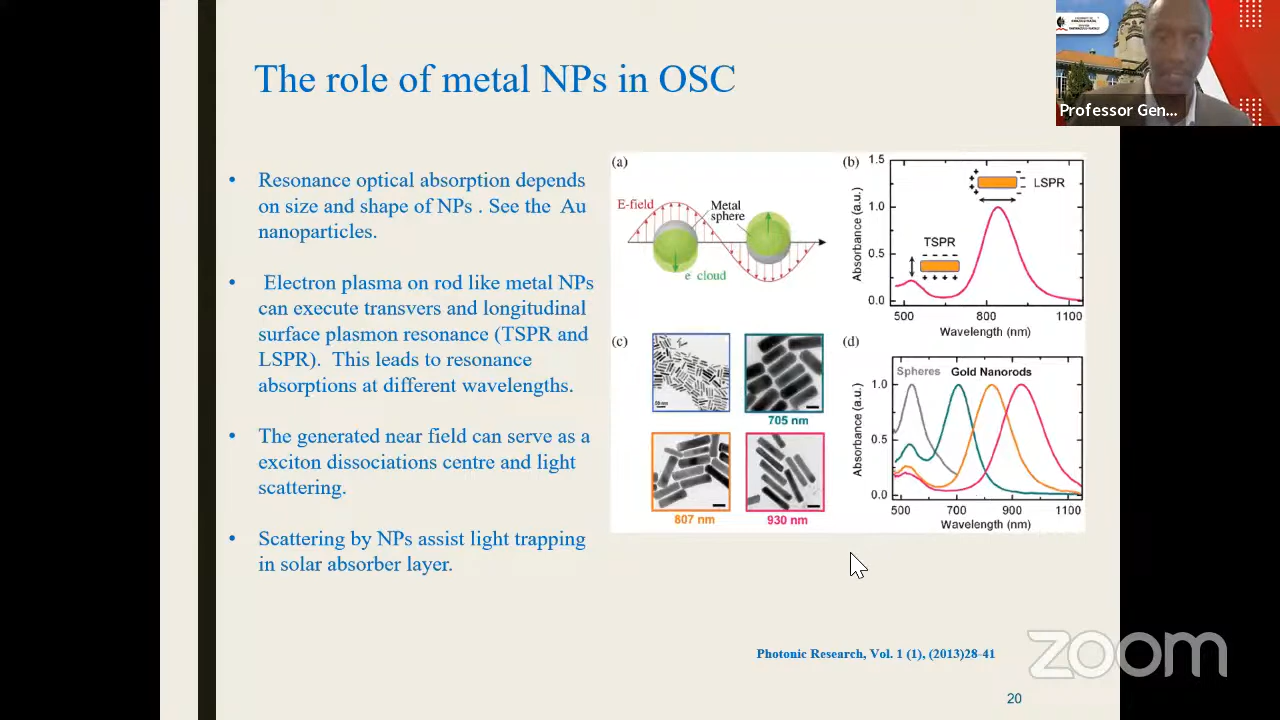 The role of metal NPs in OSC
Professor Gen...
• Resonance optical absorption depends
on size and shape of NPs . See the Au
nanoparticles.
• Electron plasma on rod like metal NPs
can execute transvers and longitudinal
surface plasmon resonance (TSPR and
LSPR). This leads to resonance
absorptions at different wavelengths.
• The generated near field can serve as a
exciton dissociations centre and light
scattering.
• Scattering by NPs assist light trapping
in solar absorber layer.
(a)
E-field
Metal
sphere
e cloud
(b)
1.5
1.0
0.5
0.0
Absorbance (a.u.)
TSPR
LSPR
500 800 1100
Wavelength (nm)
(c)
705 nm
807 nm
930 nm
(d)
Spheres Gold Nanorods
1.0
0.5
0.0
Absorbance (a.u.)
500 700 900 1100
Wavelength (nm)
Photonic Research, Vol. 1 (1), (2013)28-41
zoom
20